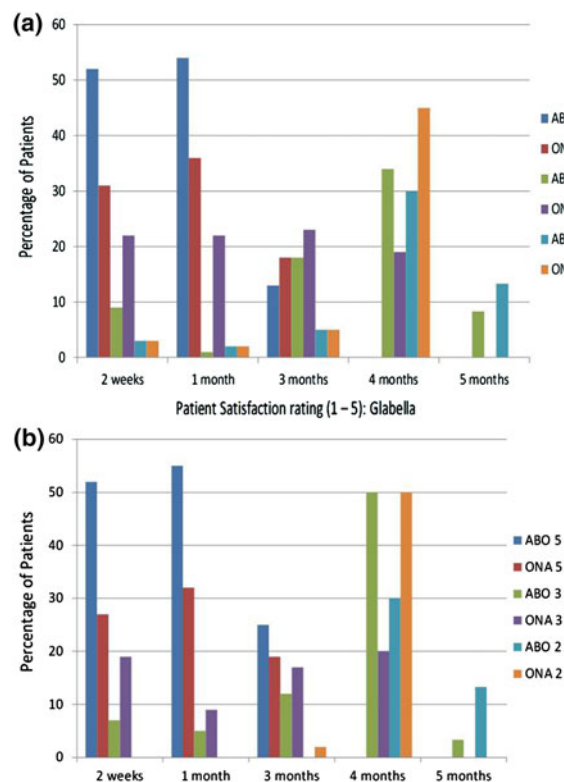 (a)
60
50
40
30
20
10
0
Percentage of Patients
2 weeks 1 month 3 months 4 months 5 months
Patient Satisfaction rating (1 – 5): Glabella
AB
ON
AB
ON
AB
ON
(b)
60
50
40
30
20
10
0
Percentage of Patients
2 weeks 1 month 3 months 4 months 5 months
ABO 5
ONA 5
ABO 3
ONA 3
ABO 2
ONA 2